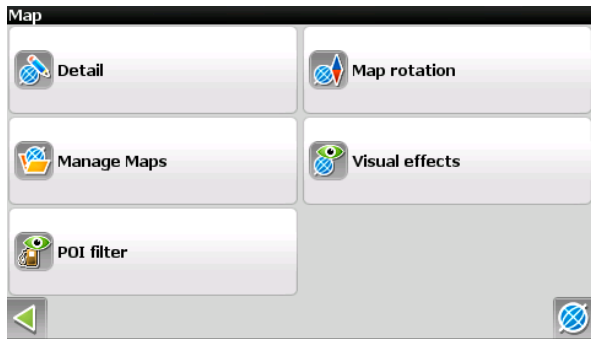 Map
Detail
Map rotation
Manage Maps
Visual effects
POI filter